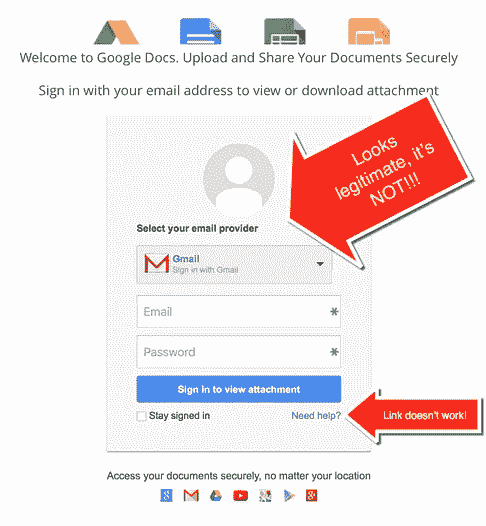 Welcome to Google Docs. Upload and Share Your Documents Securely
Sign in with your email address to view or download attachment
Looks
legitimate, it's
NOT!!!
Select your email provider
Gmail
Sign in with Gmail
Email *
Password *
Sign in to view attachment
Stay signed in
Need help?
Link doesn't work!
Access your documents securely, no matter your location